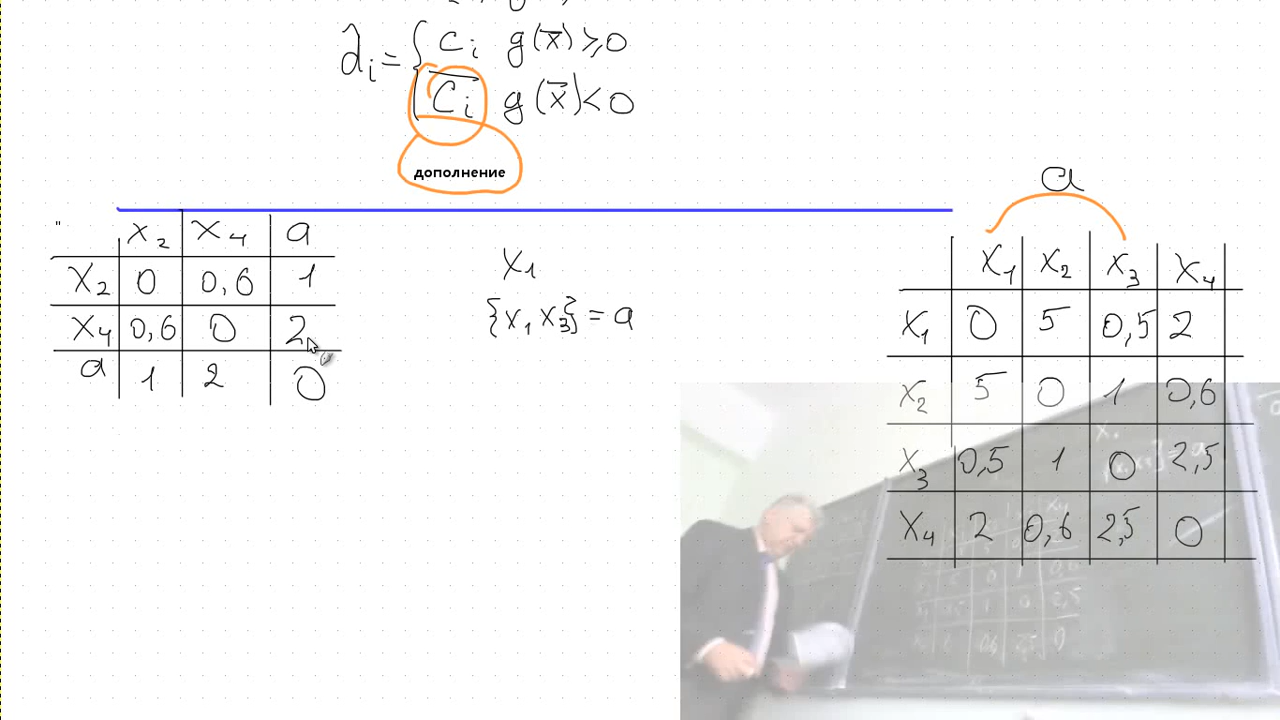 λi = { Ci g(x̄) ≥ 0
C̄i g(x̄) < 0
дополнение
"
x2 x4 a
x2 0 0,6 1
x4 0,6 0 2
a 1 2 0
x1
{x1 x3} = a
a
x1 x2 x3 x4
x1 0 5 0,5 2
x2 5 0 1 0,6
x3 0,5 1 0 2,5
x4 2 0,6 2,5 0